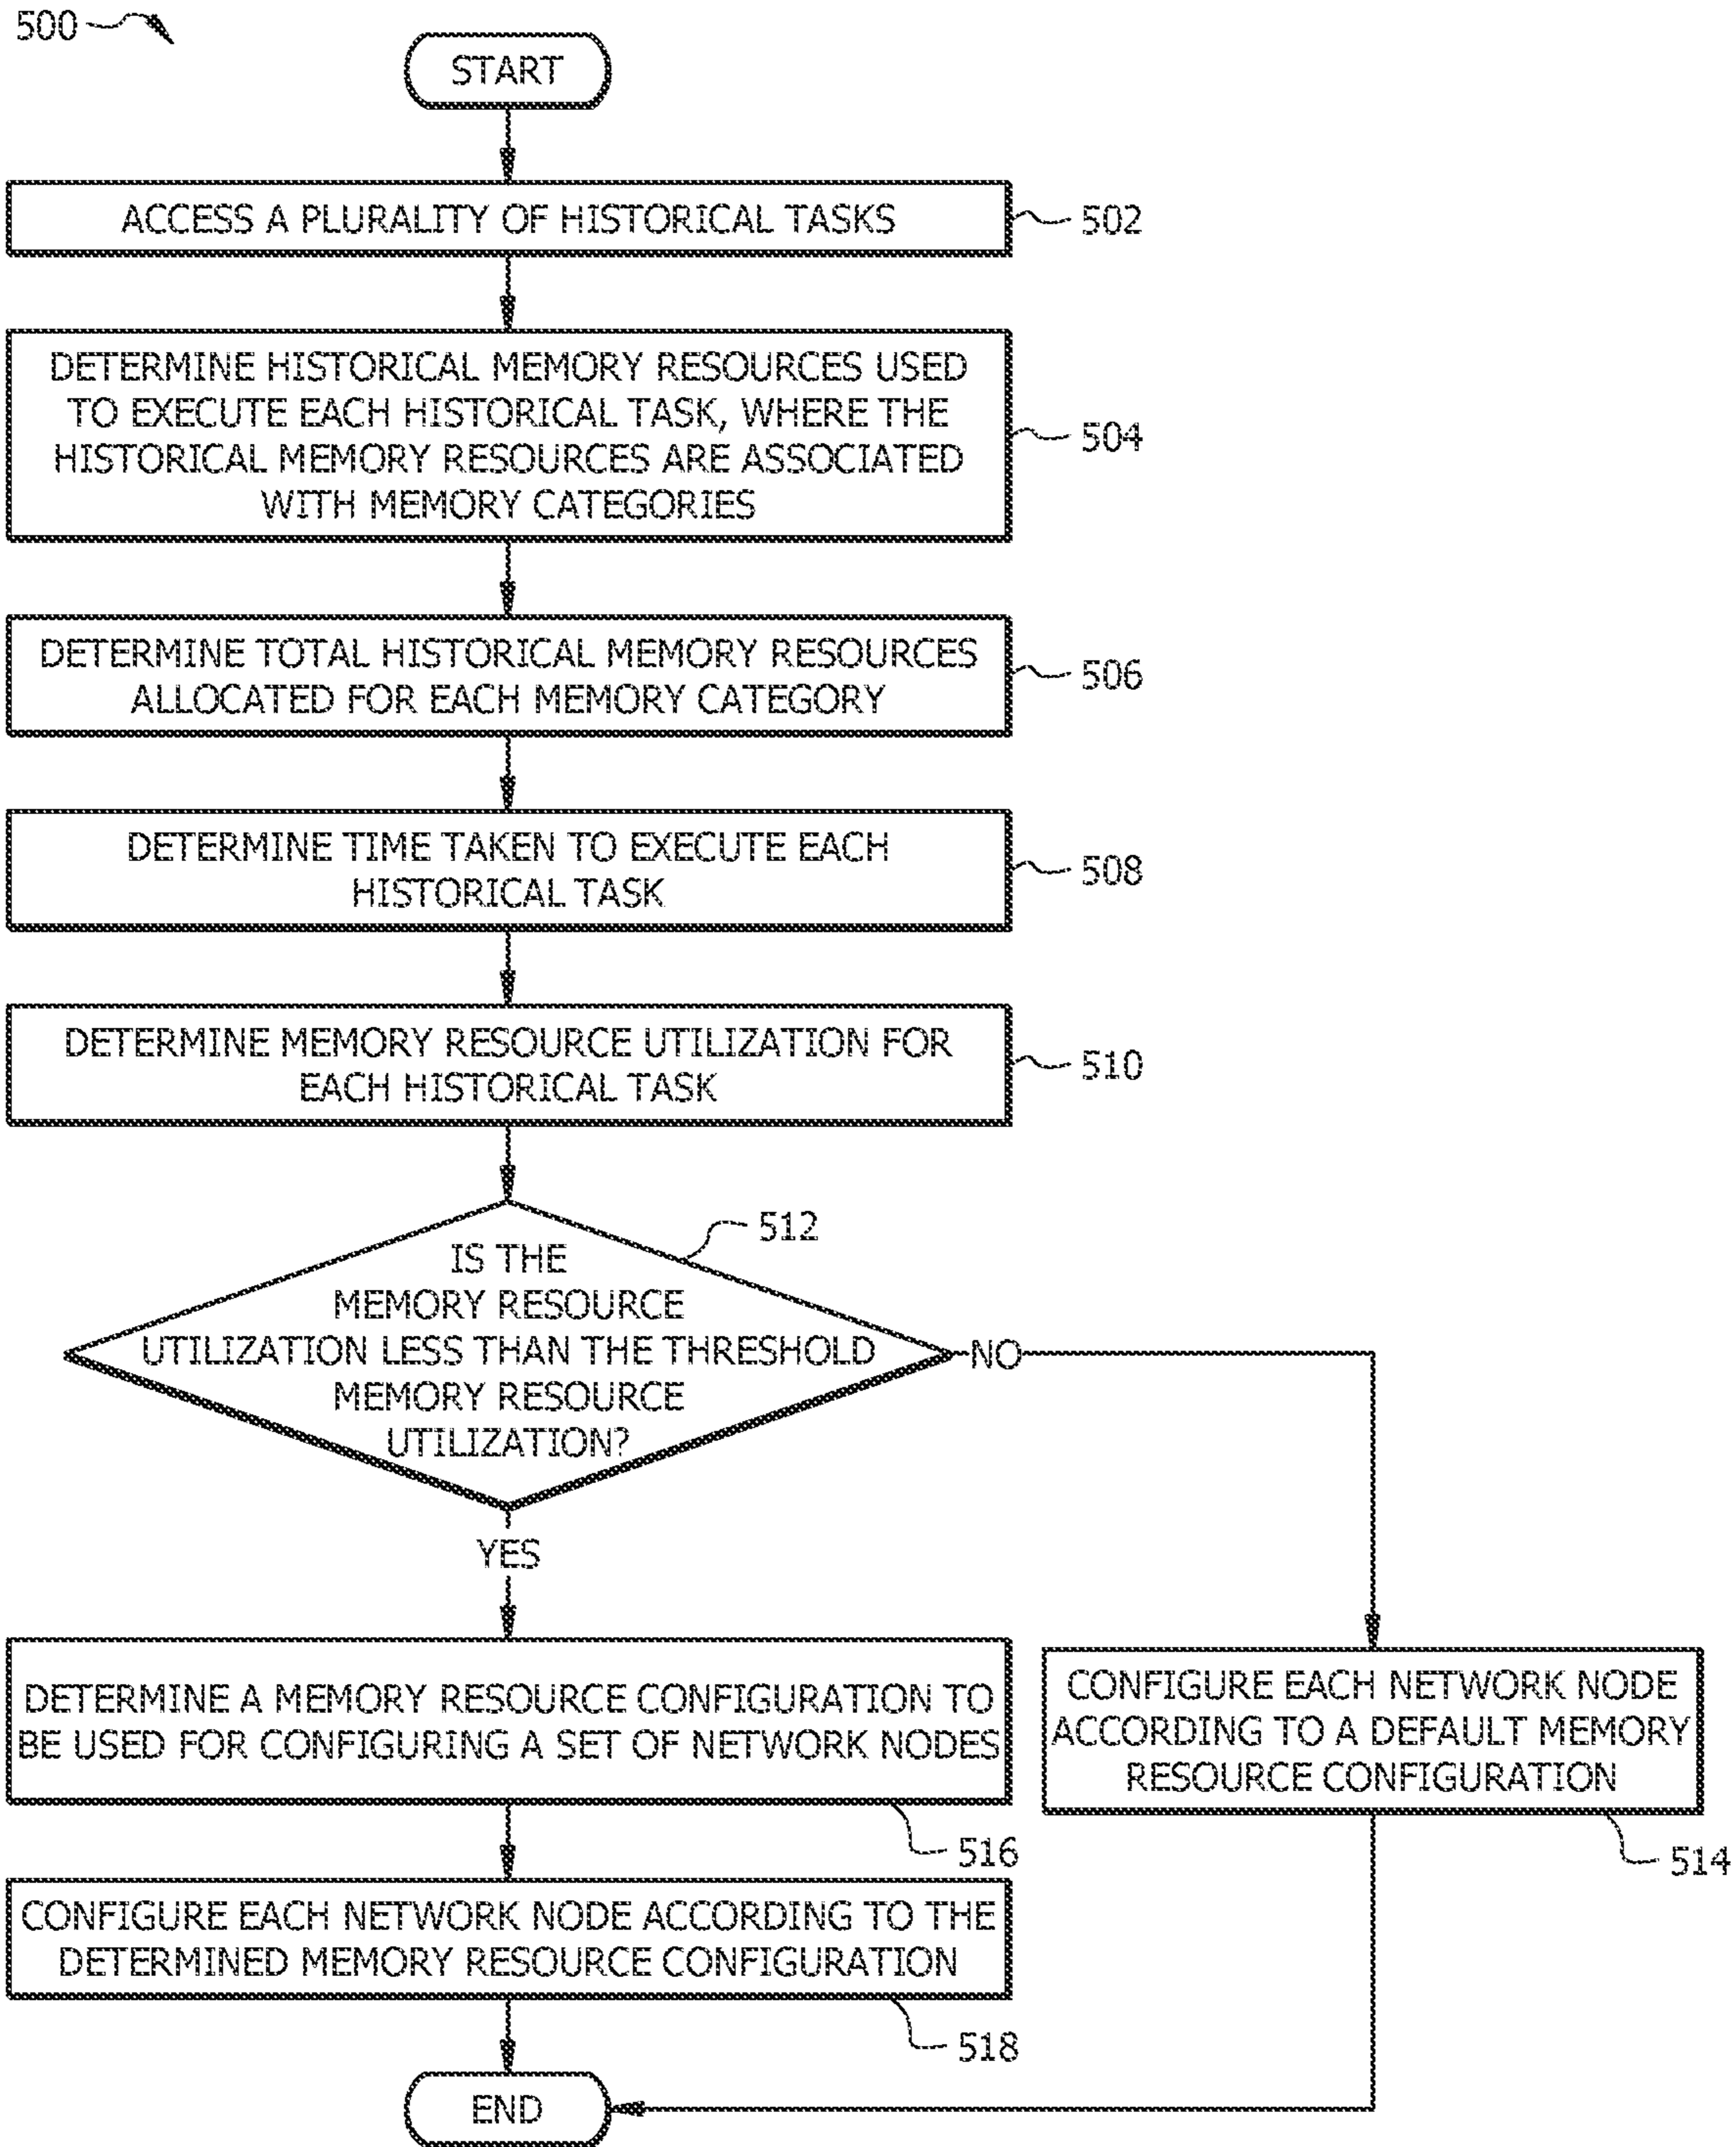 500
START
ACCESS A PLURALITY OF HISTORICAL TASKS
502
DETERMINE HISTORICAL MEMORY RESOURCES USED
TO EXECUTE EACH HISTORICAL TASK, WHERE THE
HISTORICAL MEMORY RESOURCES ARE ASSOCIATED
WITH MEMORY CATEGORIES
504
DETERMINE TOTAL HISTORICAL MEMORY RESOURCES
ALLOCATED FOR EACH MEMORY CATEGORY
506
DETERMINE TIME TAKEN TO EXECUTE EACH
HISTORICAL TASK
508
DETERMINE MEMORY RESOURCE UTILIZATION FOR
EACH HISTORICAL TASK
510
512
IS THE
MEMORY RESOURCE
UTILIZATION LESS THAN THE THRESHOLD
MEMORY RESOURCE
UTILIZATION?
NO
YES
DETERMINE A MEMORY RESOURCE CONFIGURATION TO
BE USED FOR CONFIGURING A SET OF NETWORK NODES
516
CONFIGURE EACH NETWORK NODE
ACCORDING TO A DEFAULT MEMORY
RESOURCE CONFIGURATION
514
CONFIGURE EACH NETWORK NODE ACCORDING TO THE
DETERMINED MEMORY RESOURCE CONFIGURATION
518
END